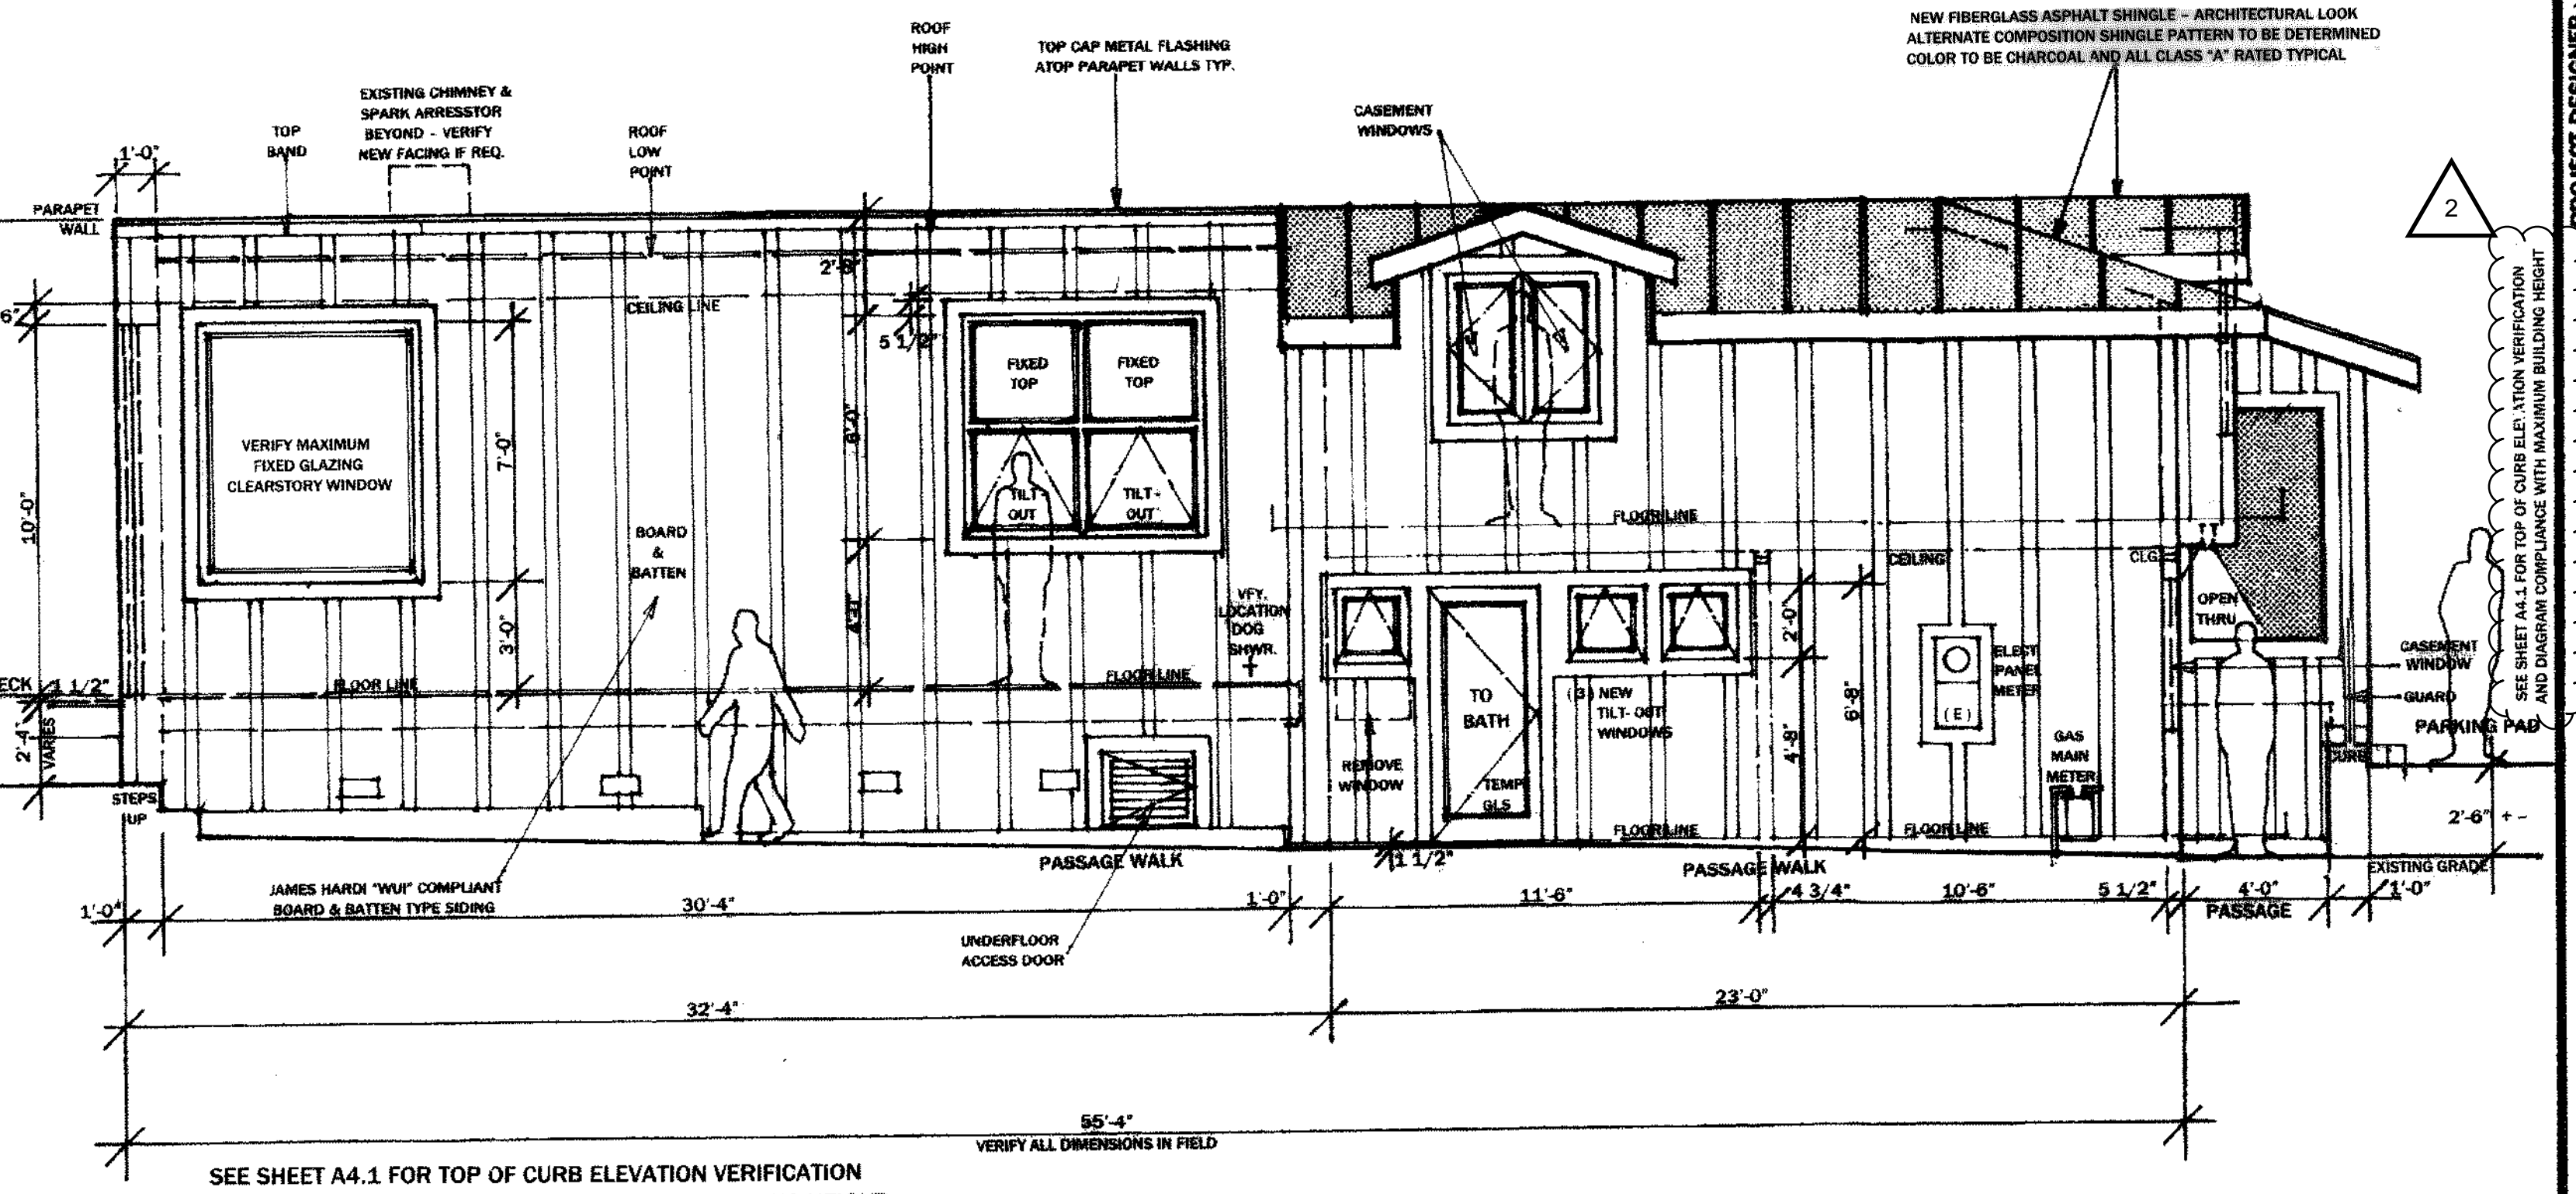 NEW FIBERGLASS ASPHALT SHINGLE - ARCHITECTURAL LOOK
ALTERNATE COMPOSITION SHINGLE PATTERN TO BE DETERMINED
COLOR TO BE CHARCOAL AND ALL CLASS "A" RATED TYPICAL
ROOF
HIGH
POINT
TOP CAP METAL FLASHING
ATOP PARAPET WALLS TYP.
EXISTING CHIMNEY &
SPARK ARRESSTOR
BEYOND - VERIFY
NEW FACING IF REQ.
TOP
BAND
ROOF
LOW
POINT
CASEMENT
WINDOWS
1'-0"
PARAPET
WALL
2
2'-8"
CEILING LINE
5 1/2"
6"
10'-0"
VERIFY MAXIMUM
FIXED GLAZING
CLEARSTORY WINDOW
7'-0"
3'-0"
FIXED
TOP
FIXED
TOP
TILT-
OUT
TILT-
OUT
BOARD
&
BATTEN
FLOOR LINE
CEILING
CLG
VFY.
LOCATION
DOG
SHWR.
FLOOR LINE
FLOOR LINE
ECK
1 1/2"
2'-4"
VARIES
STEPS
UP
TO
BATH
TEMP
GLS
REMOVE
WINDOW
(3) NEW
TILT-OUT
WINDOWS
2'-0"
4'-8"
6'-8"
ELECT
PANEL
METER
(E)
GAS
MAIN
METER
OPEN
THRU
CASEMENT
WINDOW
GUARD
PARKING PAD
CURB
2'-6" + -
EXISTING GRADE
SEE SHEET A4.1 FOR TOP OF CURB ELEVATION VERIFICATION
AND DIAGRAM COMPLIANCE WITH MAXIMUM BUILDING HEIGHT
FLOOR LINE
FLOOR LINE
PASSAGE WALK
1 1/2"
PASSAGE WALK
JAMES HARDI "WUI" COMPLIANT
BOARD & BATTEN TYPE SIDING
1'-0"
30'-4"
1'-0"
11'-6"
4 3/4"
10'-6"
5 1/2"
4'-0"
PASSAGE
1'-0"
UNDERFLOOR
ACCESS DOOR
32'-4"
23'-0"
55'-4"
VERIFY ALL DIMENSIONS IN FIELD
SEE SHEET A4.1 FOR TOP OF CURB ELEVATION VERIFICATION